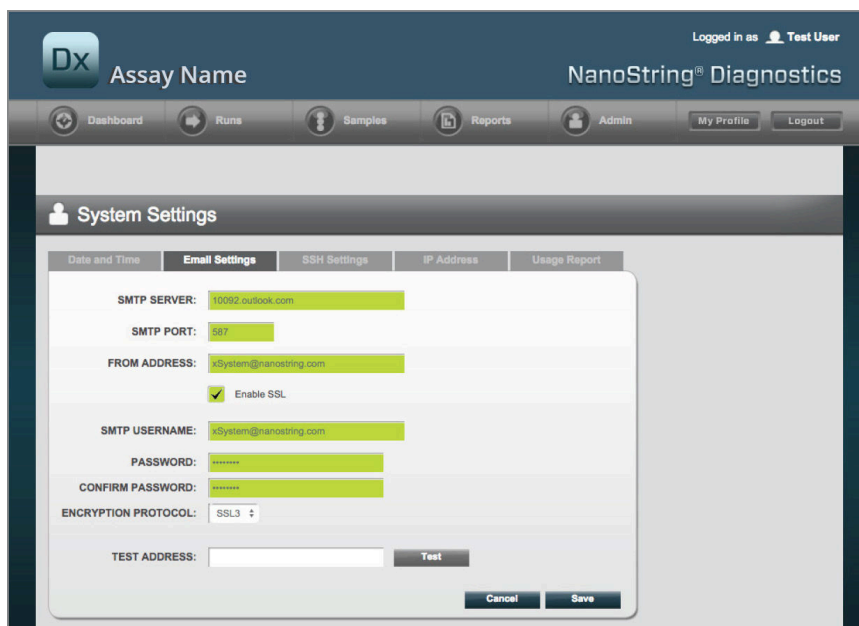 Logged in as Test User
Dx
Assay Name
NanoString® Diagnostics
Dashboard Runs Samples Reports Admin My Profile Logout
System Settings
Date and Time Email Settings SSH Settings IP Address Usage Report
SMTP SERVER: 10092.outlook.com
SMTP PORT: 587
FROM ADDRESS: xSystem@nanostring.com
Enable SSL
SMTP USERNAME: xSystem@nanostring.com
PASSWORD: ••••••••
CONFIRM PASSWORD: ••••••••
ENCRYPTION PROTOCOL: SSL3
TEST ADDRESS: Test
Cancel Save